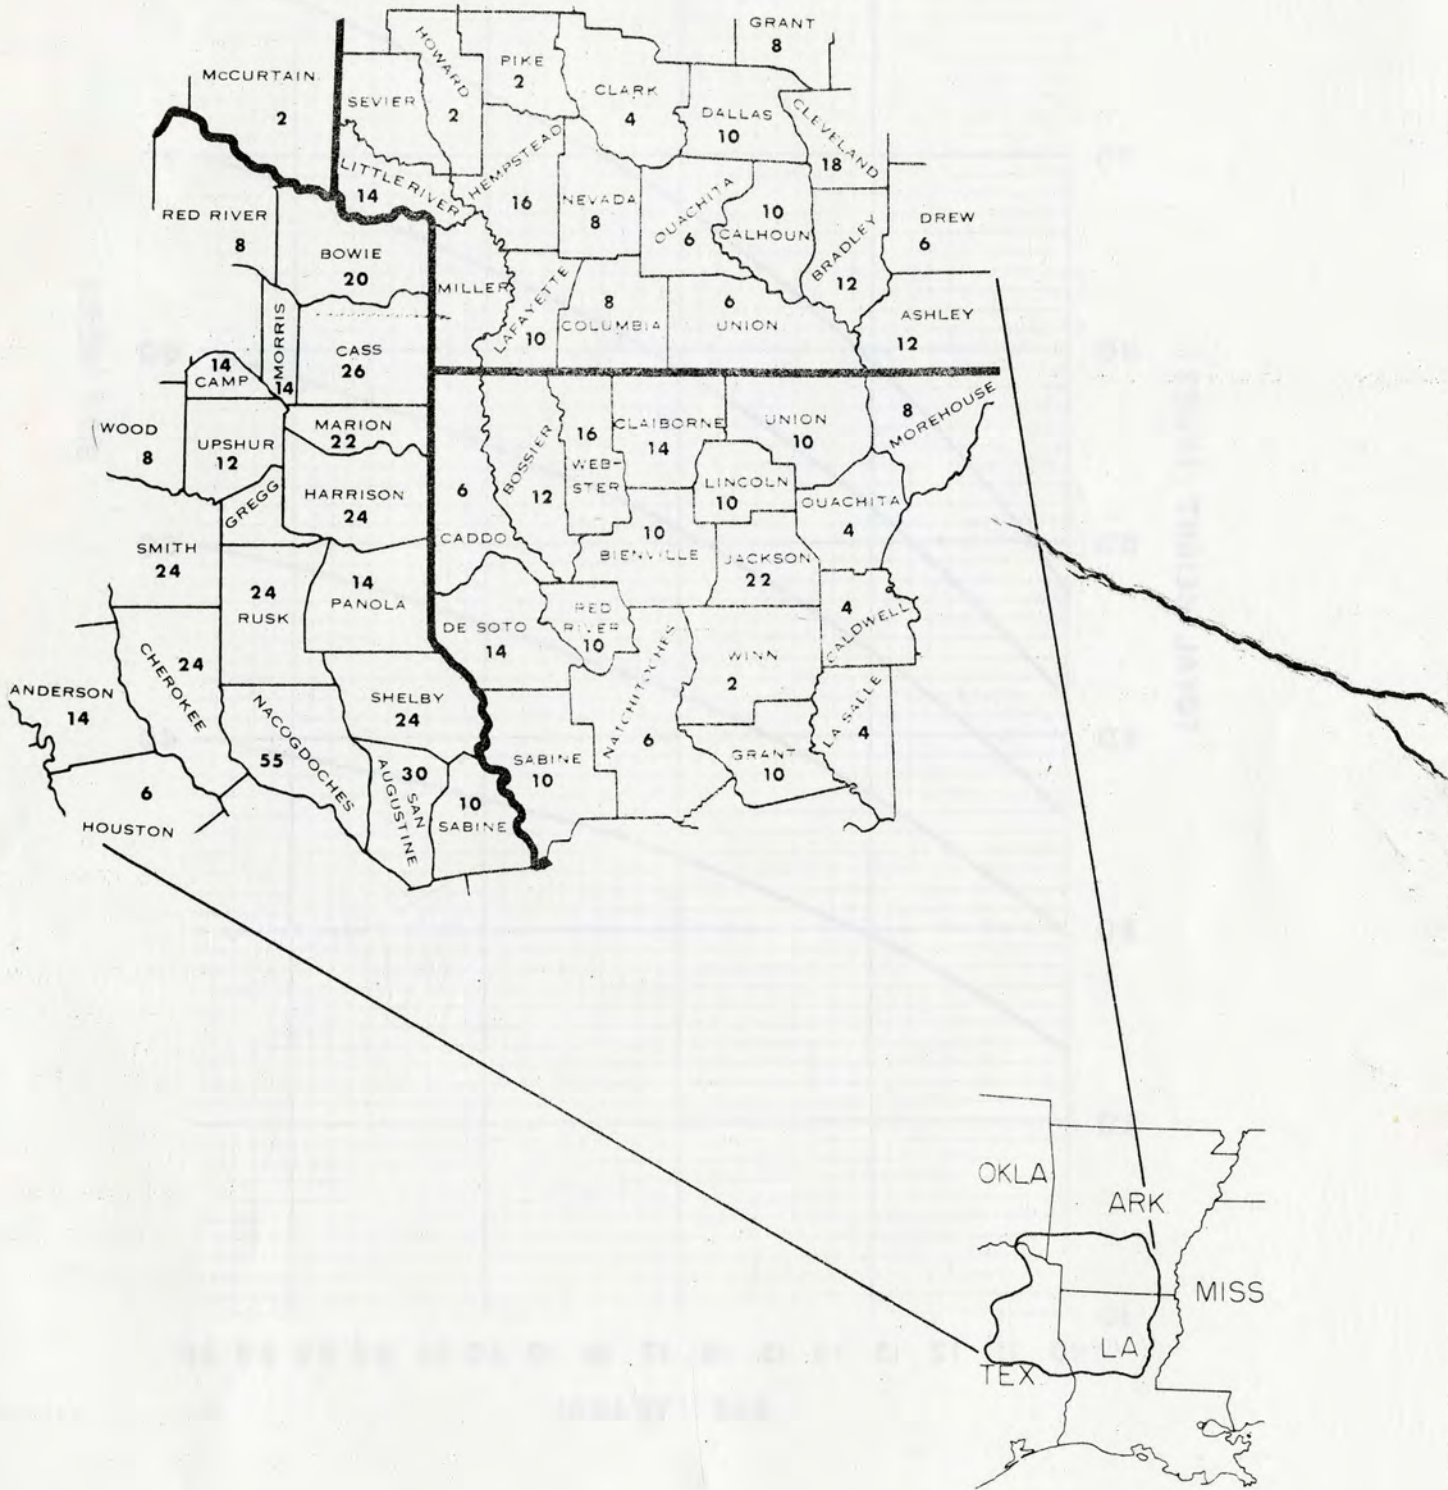 GRANT
8
McCURTAIN
2
SEVIER
HOWARD
2
PIKE
2
CLARK
4
DALLAS
10
CLEVELAND
18
LITTLE RIVER
14
HEMPSTEAD
16
NEVADA
8
OUACHITA
6
10
CALHOUN
BRADLEY
12
DREW
6
RED RIVER
8
BOWIE
20
MILLER
LAFAYETTE
10
8
COLUMBIA
6
UNION
ASHLEY
12
MORRIS
14
CASS
26
14
CAMP
WOOD
8
UPSHUR
12
MARION
22
GREGG
HARRISON
24
6
CADDO
BOSSIER
12
16
WEB-
STER
CLAIBORNE
14
UNION
10
8
MOREHOUSE
LINCOLN
10
OUACHITA
4
10
BIENVILLE
JACKSON
22
SMITH
24
24
RUSK
14
PANOLA
DE SOTO
14
RED
RIVER
10
4
CALDWELL
24
CHEROKEE
ANDERSON
14
NACOGDOCHES
55
SHELBY
24
NATCHITOCHES
6
WINN
2
LA SALLE
4
GRANT
10
SABINE
10
30
SAN
AUGUSTINE
10
SABINE
6
HOUSTON
OKLA
ARK
MISS
LA
TEX